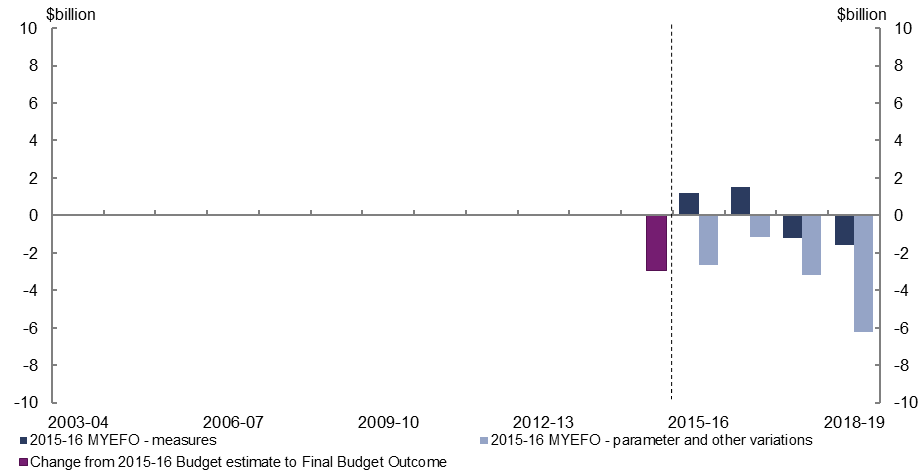 $billion $billion
10 10
8 8
6 6
4 4
2 2
0 0
-2 -2
-4 -4
-6 -6
-8 -8
-10 -10
2003-04 2006-07 2009-10 2012-13 2015-16 2018-19
2015-16 MYEFO - measures 2015-16 MYEFO - parameter and other variations
Change from 2015-16 Budget estimate to Final Budget Outcome